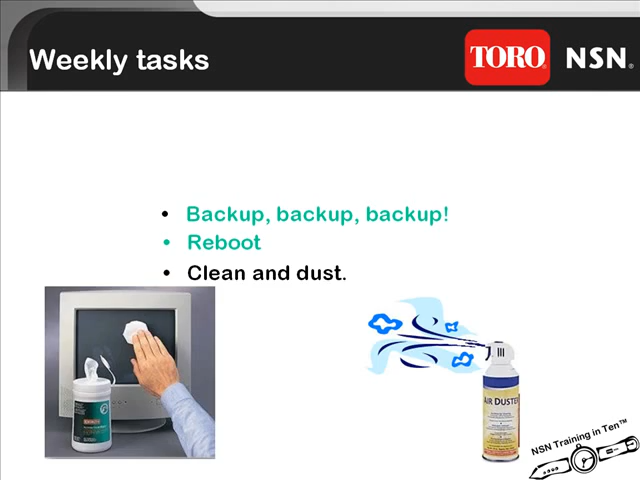 Weekly tasks
TORO NSN®
• Backup, backup, backup!
• Reboot
• Clean and dust.
AIR DUSTER
NSN Training in Ten™